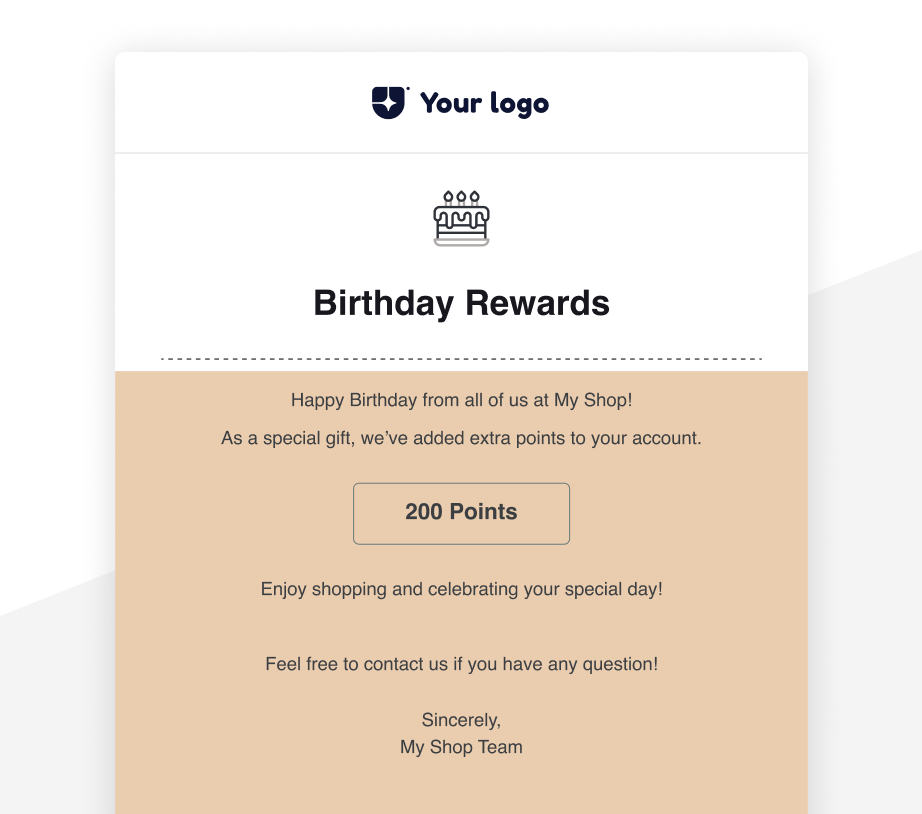 Your logo
Birthday Rewards
Happy Birthday from all of us at My Shop!
As a special gift, we’ve added extra points to your account.
200 Points
Enjoy shopping and celebrating your special day!
Feel free to contact us if you have any question!
Sincerely,
My Shop Team